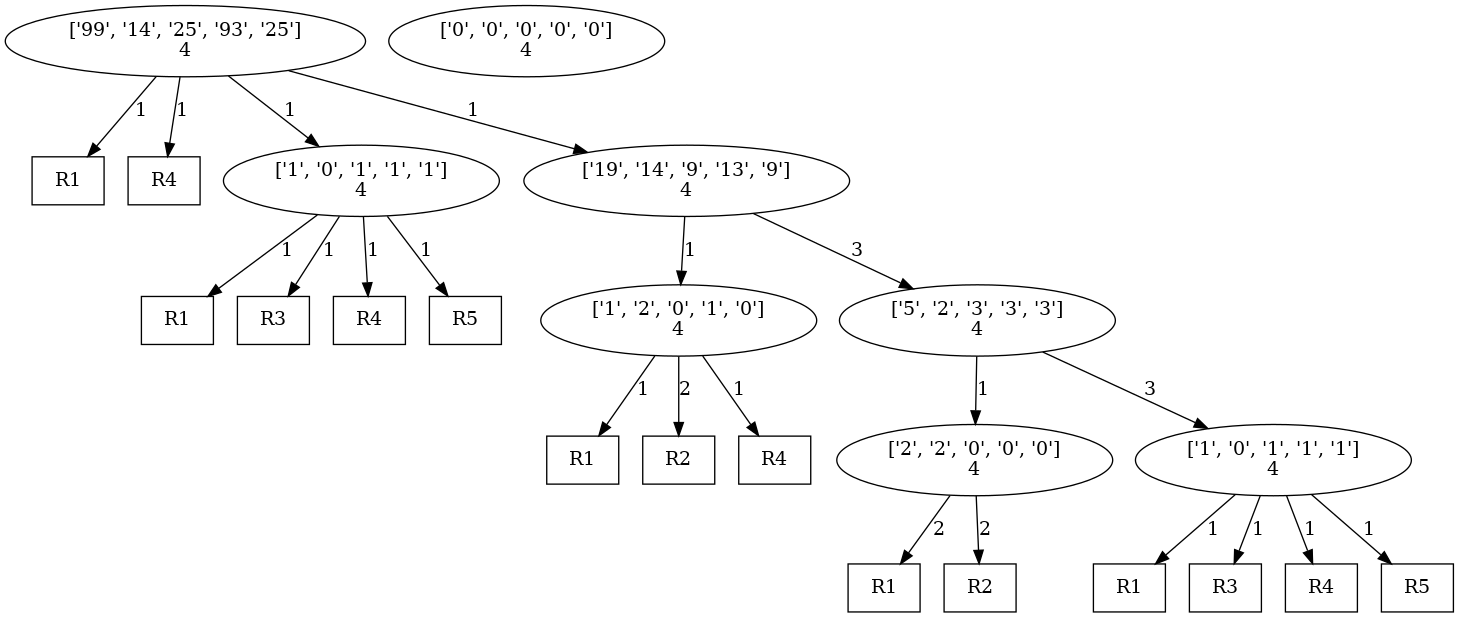 ['99', '14', '25', '93', '25']
4
['0', '0', '0', '0', '0']
4
1
1
1
1
R1
R4
['1', '0', '1', '1', '1']
4
['19', '14', '9', '13', '9']
4
1
1
1
1
1
3
R1
R3
R4
R5
['1', '2', '0', '1', '0']
4
['5', '2', '3', '3', '3']
4
1
2
1
1
3
R1
R2
R4
['2', '2', '0', '0', '0']
4
['1', '0', '1', '1', '1']
4
2
2
1
1
1
1
R1
R2
R1
R3
R4
R5